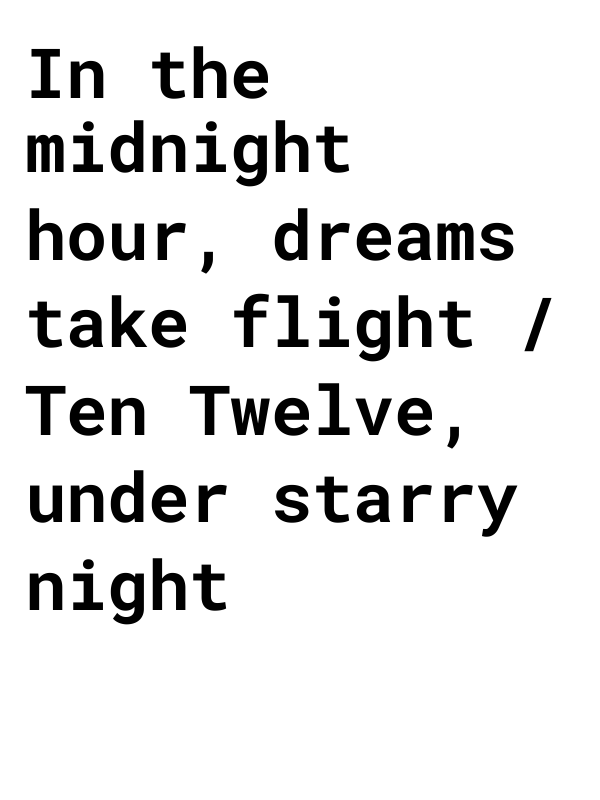 In the
midnight
hour, dreams
take flight /
Ten Twelve,
under starry
night